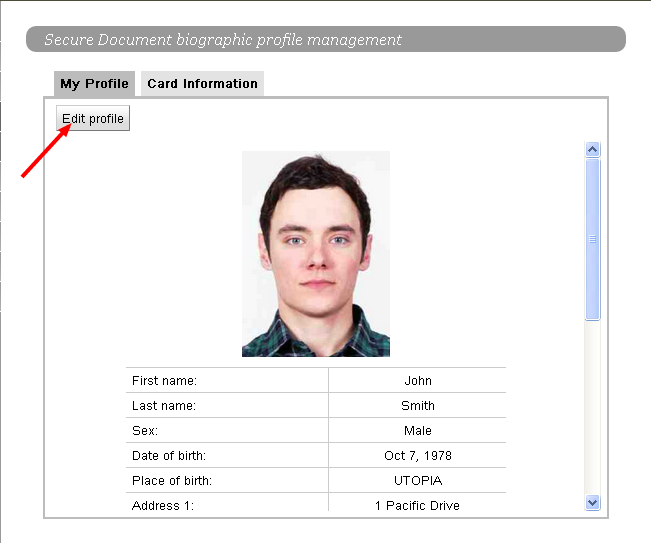 Secure Document biographic profile management
My Profile Card Information
Edit profile
First name: John
Last name: Smith
Sex: Male
Date of birth: Oct 7, 1978
Place of birth: UTOPIA
Address 1: 1 Pacific Drive